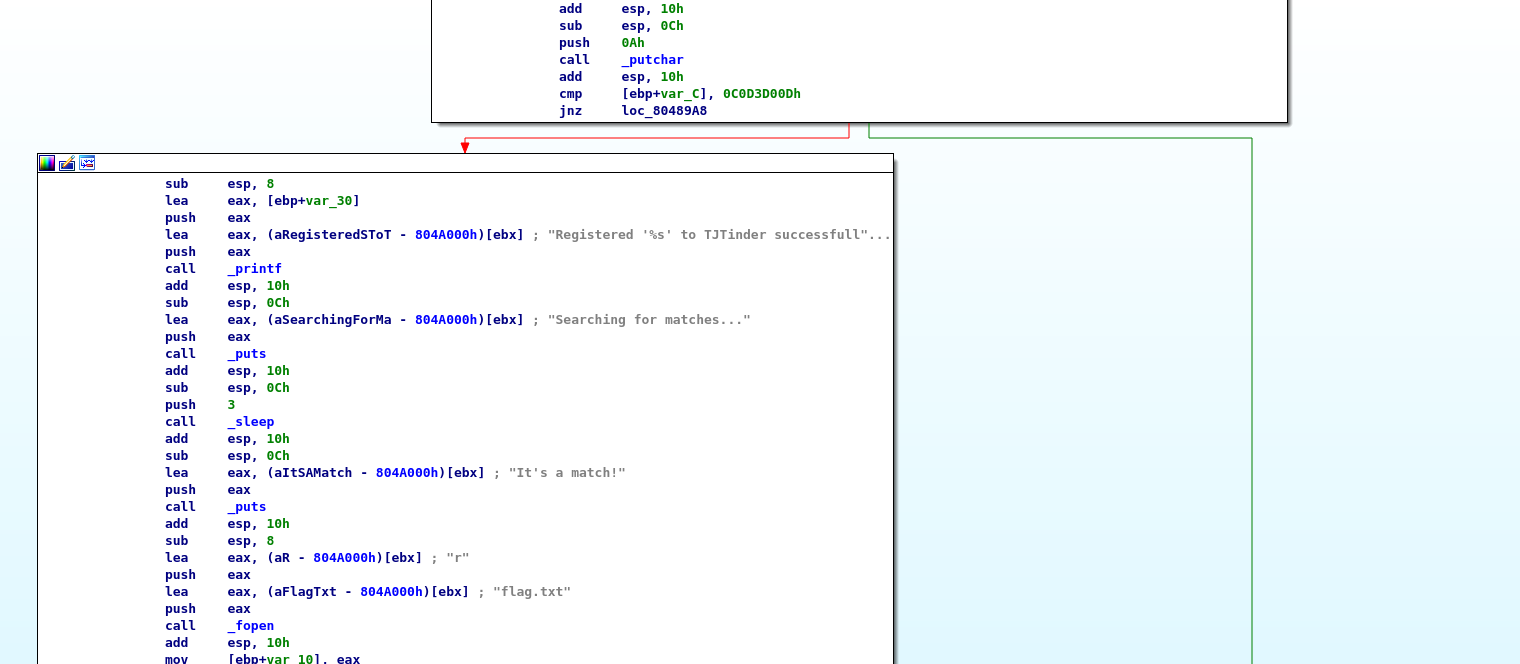 add esp, 10h
sub esp, 0Ch
push 0Ah
call _putchar
add esp, 10h
cmp [ebp+var_C], 0C0D3D00Dh
jnz loc_80489A8
sub esp, 8
lea eax, [ebp+var_30]
push eax
lea eax, (aRegisteredSToT - 804A000h)[ebx] ; "Registered '%s' to TJTinder successfull"...
push eax
call _printf
add esp, 10h
sub esp, 0Ch
lea eax, (aSearchingForMa - 804A000h)[ebx] ; "Searching for matches..."
push eax
call _puts
add esp, 10h
sub esp, 0Ch
push 3
call _sleep
add esp, 10h
sub esp, 0Ch
lea eax, (aItSAMatch - 804A000h)[ebx] ; "It's a match!"
push eax
call _puts
add esp, 10h
sub esp, 8
lea eax, (aR - 804A000h)[ebx] ; "r"
push eax
lea eax, (aFlagTxt - 804A000h)[ebx] ; "flag.txt"
push eax
call _fopen
add esp, 10h
mov [ebp+var_10], eax